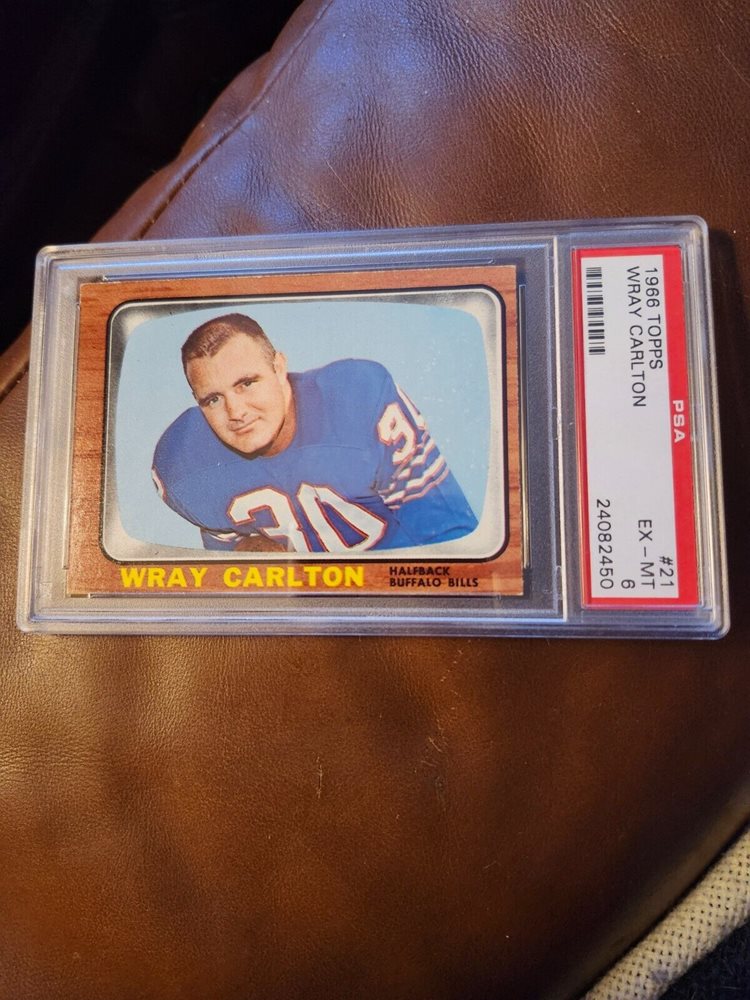 WRAY CARLTON
HALFBACK
BUFFALO BILLS
30
1966 TOPPS
WRAY CARLTON
#21
EX - MT
6
24082450
PSA